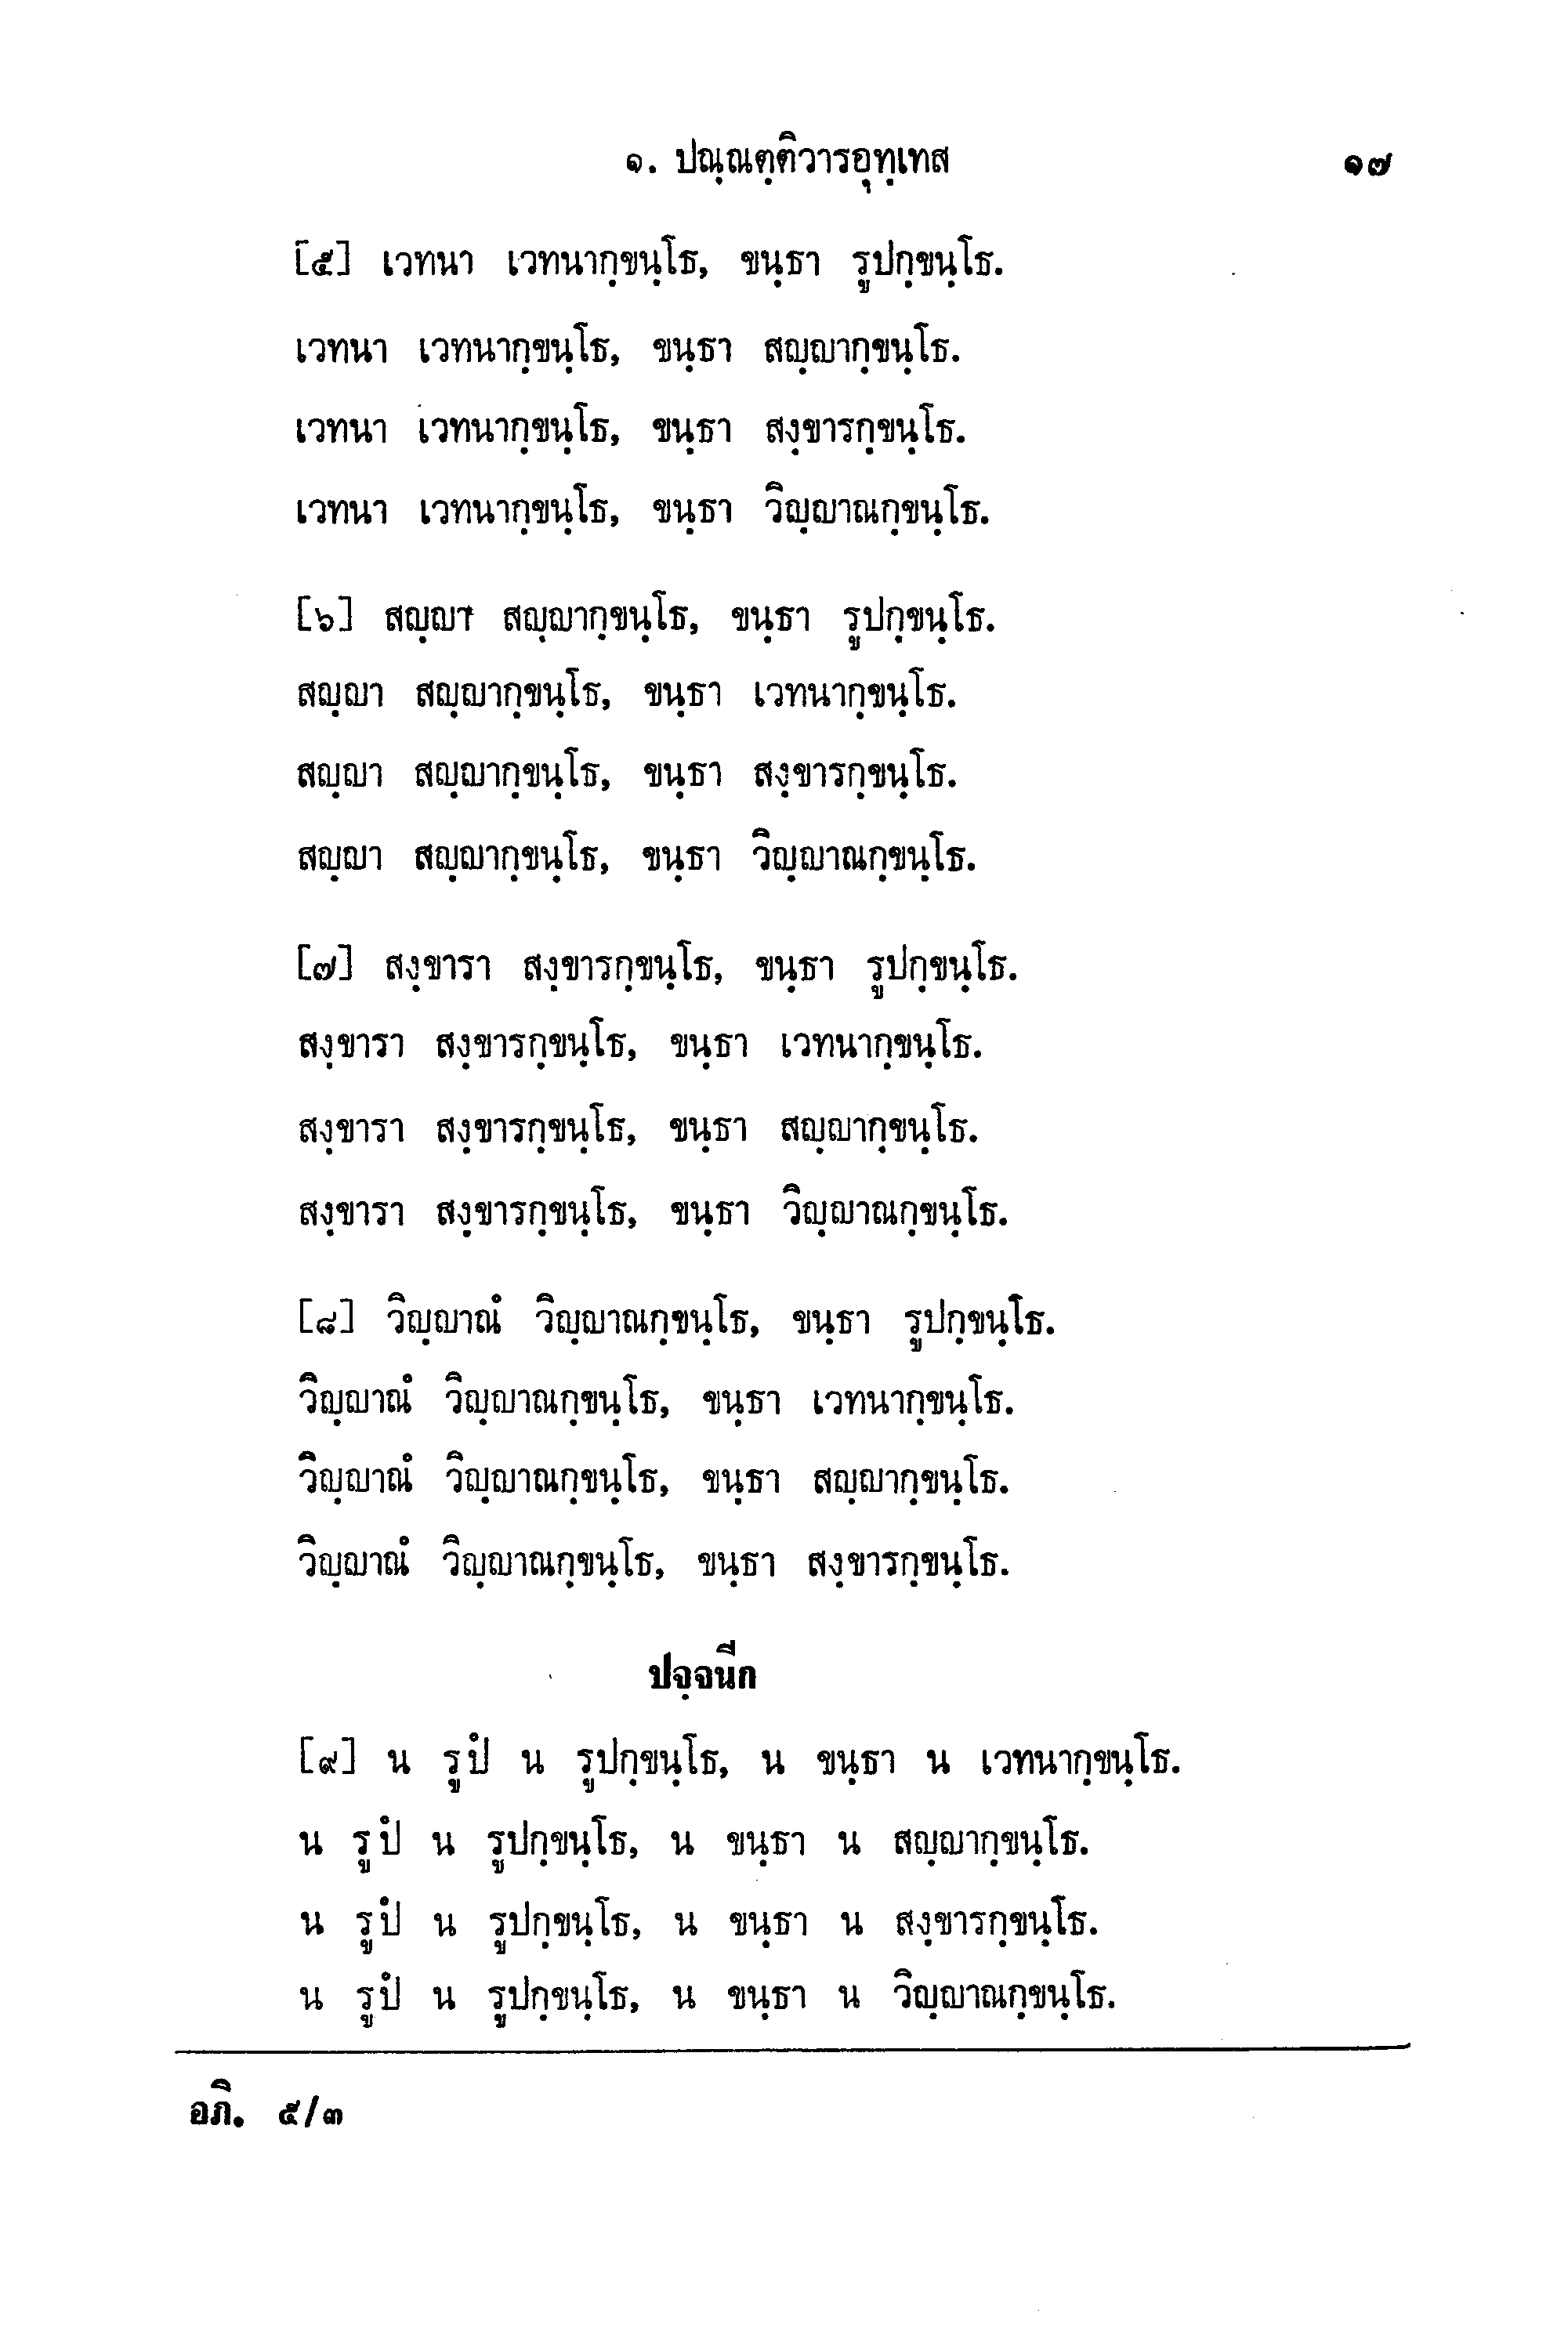 ๑. ปณฺณตฺติวารอุทฺเทส ๑๗
[๕] เวทนา เวทนากฺขนฺโธ, ขนฺธา รูปกฺขนฺโธ.
เวทนา เวทนากฺขนฺโธ, ขนฺธา สญฺญากฺขนฺโธ.
เวทนา เวทนากฺขนฺโธ, ขนฺธา สงฺขารกฺขนฺโธ.
เวทนา เวทนากฺขนฺโธ, ขนฺธา วิญฺญาณกฺขนฺโธ.
[๖] สญฺญา สญฺญากฺขนฺโธ, ขนฺธา รูปกฺขนฺโธ.
สญฺญา สญฺญากฺขนฺโธ, ขนฺธา เวทนากฺขนฺโธ.
สญฺญา สญฺญากฺขนฺโธ, ขนฺธา สงฺขารกฺขนฺโธ.
สญฺญา สญฺญากฺขนฺโธ, ขนฺธา วิญฺญาณกฺขนฺโธ.
[๗] สงฺขารา สงฺขารกฺขนฺโธ, ขนฺธา รูปกฺขนฺโธ.
สงฺขารา สงฺขารกฺขนฺโธ, ขนฺธา เวทนากฺขนฺโธ.
สงฺขารา สงฺขารกฺขนฺโธ, ขนฺธา สญฺญากฺขนฺโธ.
สงฺขารา สงฺขารกฺขนฺโธ, ขนฺธา วิญฺญาณกฺขนฺโธ.
[๘] วิญฺญาณํ วิญฺญาณกฺขนฺโธ, ขนฺธา รูปกฺขนฺโธ.
วิญฺญาณํ วิญฺญาณกฺขนฺโธ, ขนฺธา เวทนากฺขนฺโธ.
วิญฺญาณํ วิญฺญาณกฺขนฺโธ, ขนฺธา สญฺญากฺขนฺโธ.
วิญฺญาณํ วิญฺญาณกฺขนฺโธ, ขนฺธา สงฺขารกฺขนฺโธ.
ปจฺจนีก
[๙] น รูปํ น รูปกฺขนฺโธ, น ขนฺธา น เวทนากฺขนฺโธ.
น รูปํ น รูปกฺขนฺโธ, น ขนฺธา น สญฺญากฺขนฺโธ.
น รูปํ น รูปกฺขนฺโธ, น ขนฺธา น สงฺขารกฺขนฺโธ.
น รูปํ น รูปกฺขนฺโธ, น ขนฺธา น วิญฺญาณกฺขนฺโธ.
อภิ. ๕/๓